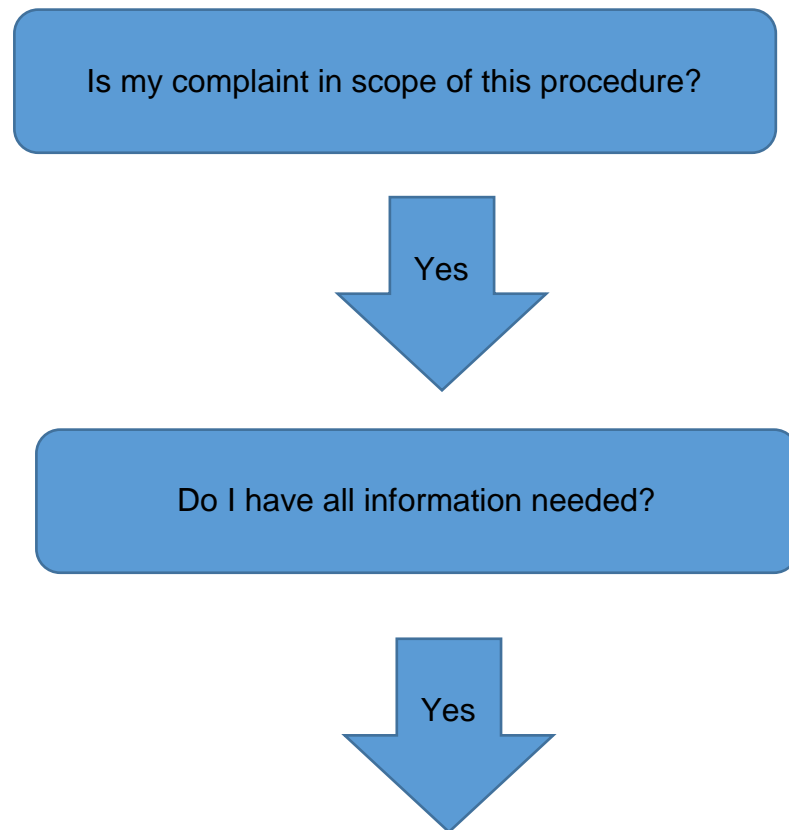 Is my complaint in scope of this procedure?
Yes
Do I have all information needed?
Yes